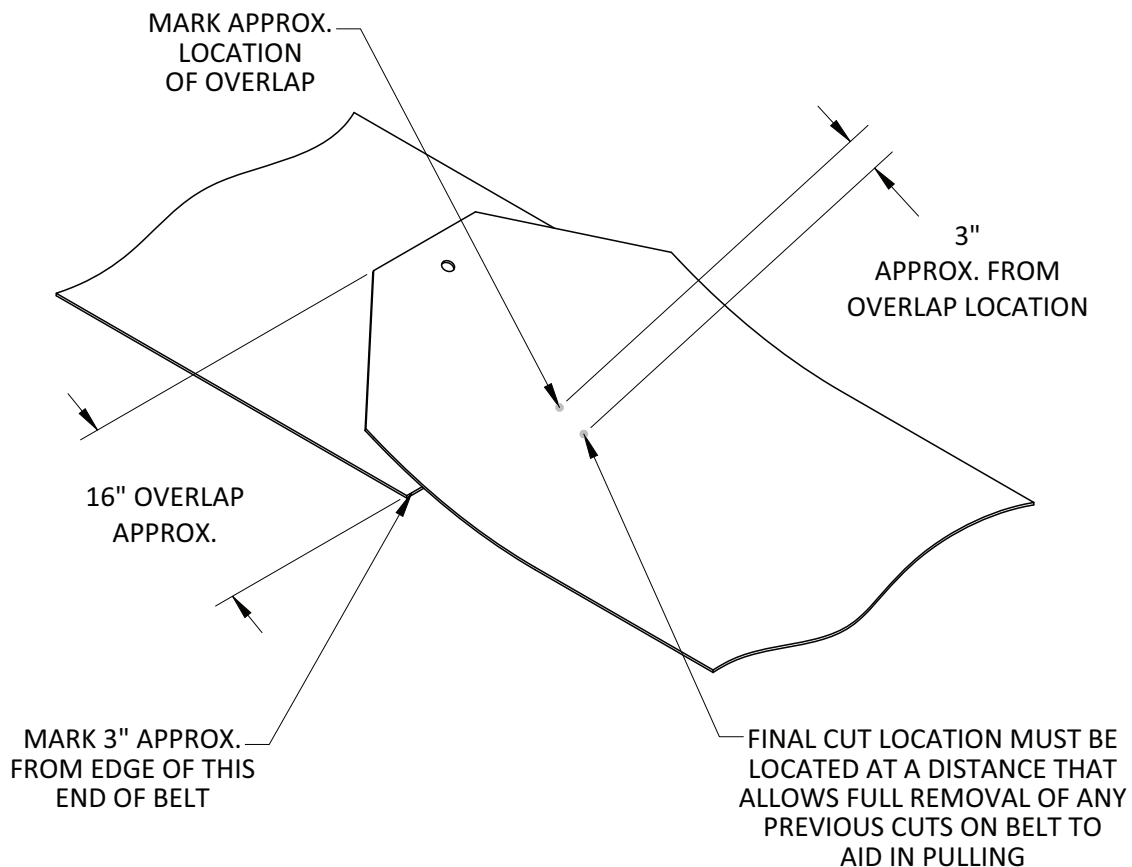 MARK APPROX.
LOCATION
OF OVERLAP
3"
APPROX. FROM
OVERLAP LOCATION
16" OVERLAP
APPROX.
MARK 3" APPROX.
FROM EDGE OF THIS
END OF BELT
FINAL CUT LOCATION MUST BE
LOCATED AT A DISTANCE THAT
ALLOWS FULL REMOVAL OF ANY
PREVIOUS CUTS ON BELT TO
AID IN PULLING